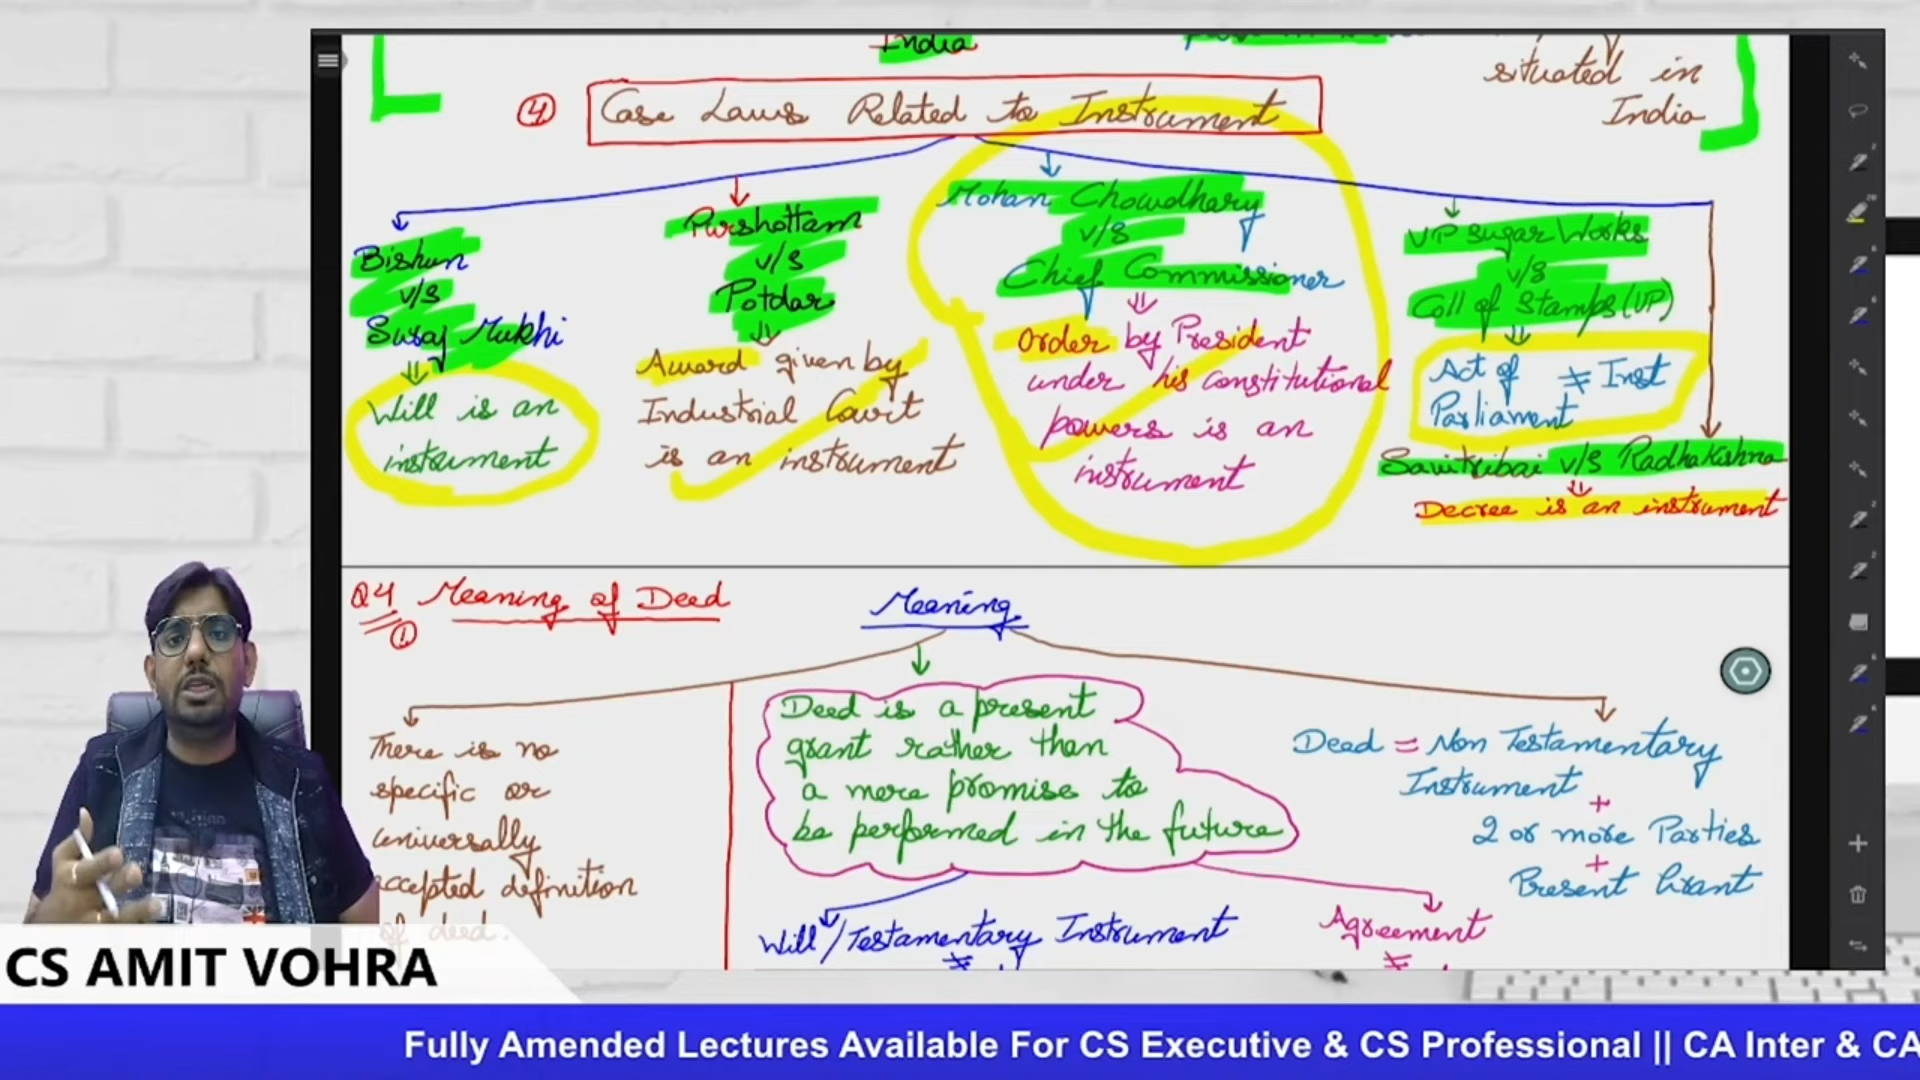 India
situated in
India
④ Case Laws Related to Instrument
Bishun
v/s
Suraj Mukhi
Will is an
instrument
Purshottam
v/s
Potdar
Award given by
Industrial Court
is an instrument
Mohan Chowdhary
v/s
Chief Commissioner
Order by President
under his constitutional
powers is an
instrument
UP Sugar Works
v/s
Coll of Stamps (UP)
Act of ≠ Inst
Parliament
Savitribai v/s RadhaKishna
Decree is an instrument
Q4 Meaning of Deed
①
Meaning
There is no
specific or
universally
accepted definition
of deed.
Deed is a present
grant rather than
a mere promise to
be performed in the future
Deed = Non Testamentary
Instrument
+
2 or more Parties
+
Present Grant
Will/Testamentary Instrument
≠
Agreement
≠
CS AMIT VOHRA
Fully Amended Lectures Available For CS Executive & CS Professional || CA Inter & CA